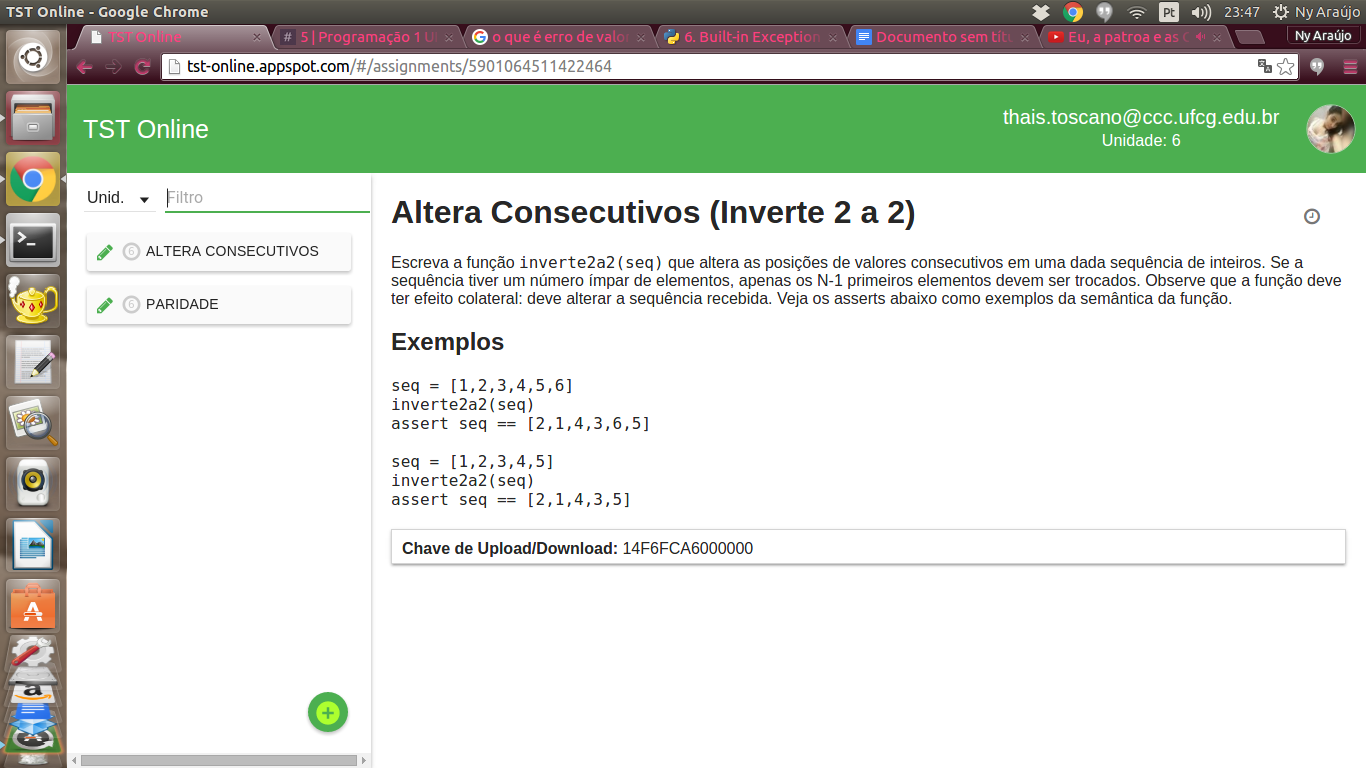 TST Online - Google Chrome
Pt
23:47
Ny Araújo
TST Online
5 | Programação 1 U
o que é erro de valor
6. Built-in Exception
Documento sem títu
Eu, a patroa e as
Ny Araújo
tst-online.appspot.com/#/assignments/5901064511422464
TST Online
thais.toscano@ccc.ufcg.edu.br
Unidade: 6
Unid.
Filtro
6 ALTERA CONSECUTIVOS
6 PARIDADE
Altera Consecutivos (Inverte 2 a 2)
Escreva a função inverte2a2(seq) que altera as posições de valores consecutivos em uma dada sequência de inteiros. Se a
sequência tiver um número ímpar de elementos, apenas os N-1 primeiros elementos devem ser trocados. Observe que a função deve
ter efeito colateral: deve alterar a sequência recebida. Veja os asserts abaixo como exemplos da semântica da função.
Exemplos
seq = [1,2,3,4,5,6]
inverte2a2(seq)
assert seq == [2,1,4,3,6,5]
seq = [1,2,3,4,5]
inverte2a2(seq)
assert seq == [2,1,4,3,5]
Chave de Upload/Download: 14F6FCA6000000